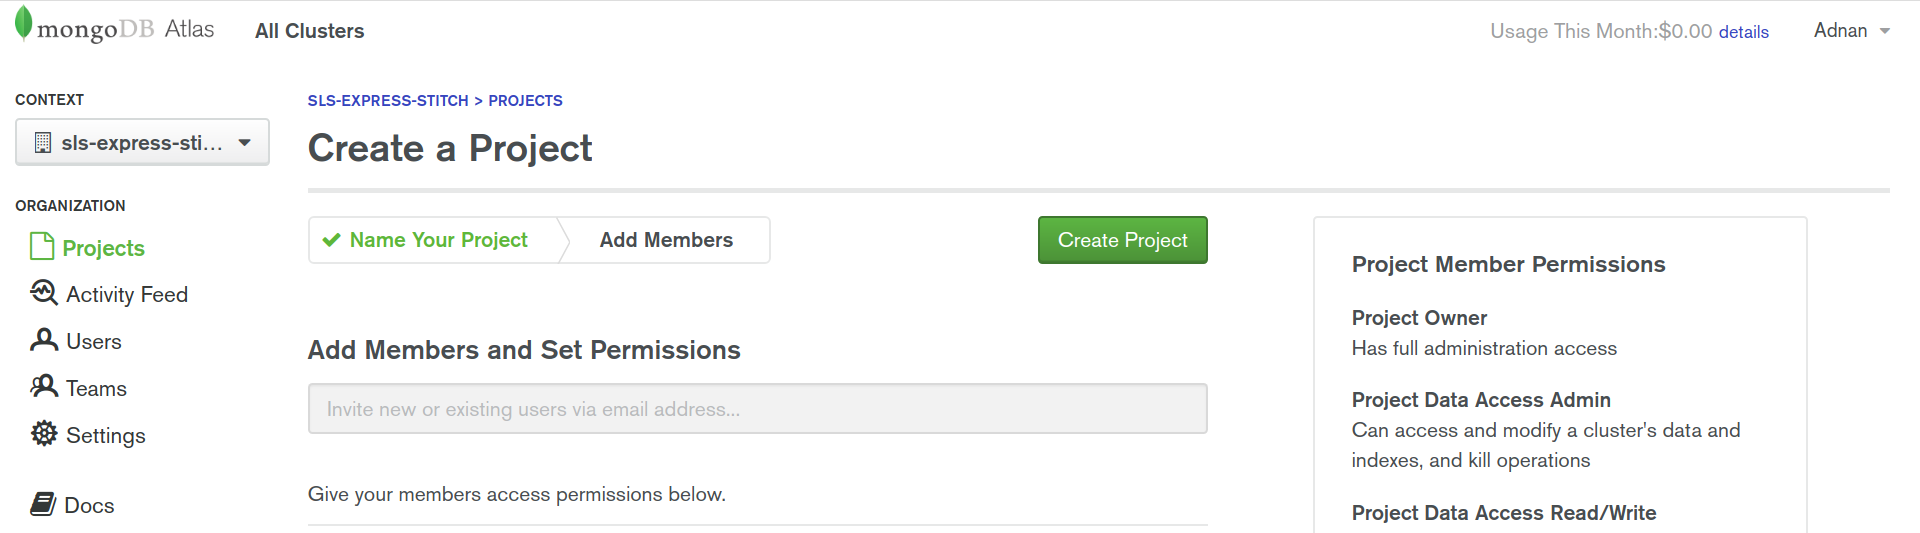 mongoDB Atlas
All Clusters
Usage This Month:$0.00 details
Adnan
CONTEXT
sls-express-sti...
ORGANIZATION
Projects
Activity Feed
Users
Teams
Settings
Docs
SLS-EXPRESS-STITCH > PROJECTS
Create a Project
Name Your Project
Add Members
Create Project
Add Members and Set Permissions
Invite new or existing users via email address...
Give your members access permissions below.
Project Member Permissions
Project Owner
Has full administration access
Project Data Access Admin
Can access and modify a cluster's data and
indexes, and kill operations
Project Data Access Read/Write